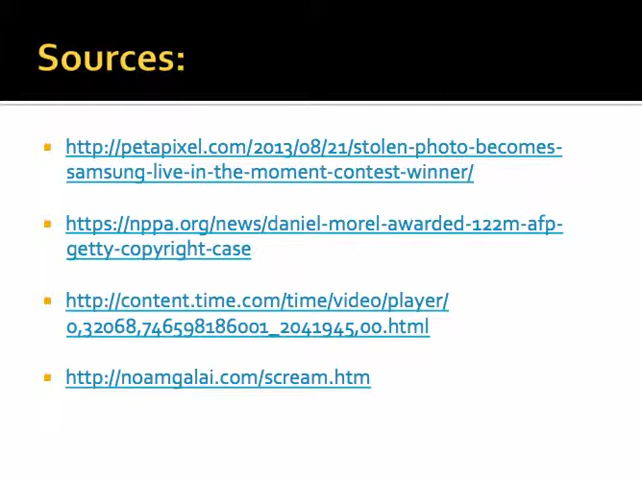 Sources:
http://petapixel.com/2013/08/21/stolen-photo-becomes-
samsung-live-in-the-moment-contest-winner/
https://nppa.org/news/daniel-morel-awarded-122m-afp-
getty-copyright-case
http://content.time.com/time/video/player/
0,32068,746598186001_2041945,00.html
http://noamgalai.com/scream.htm